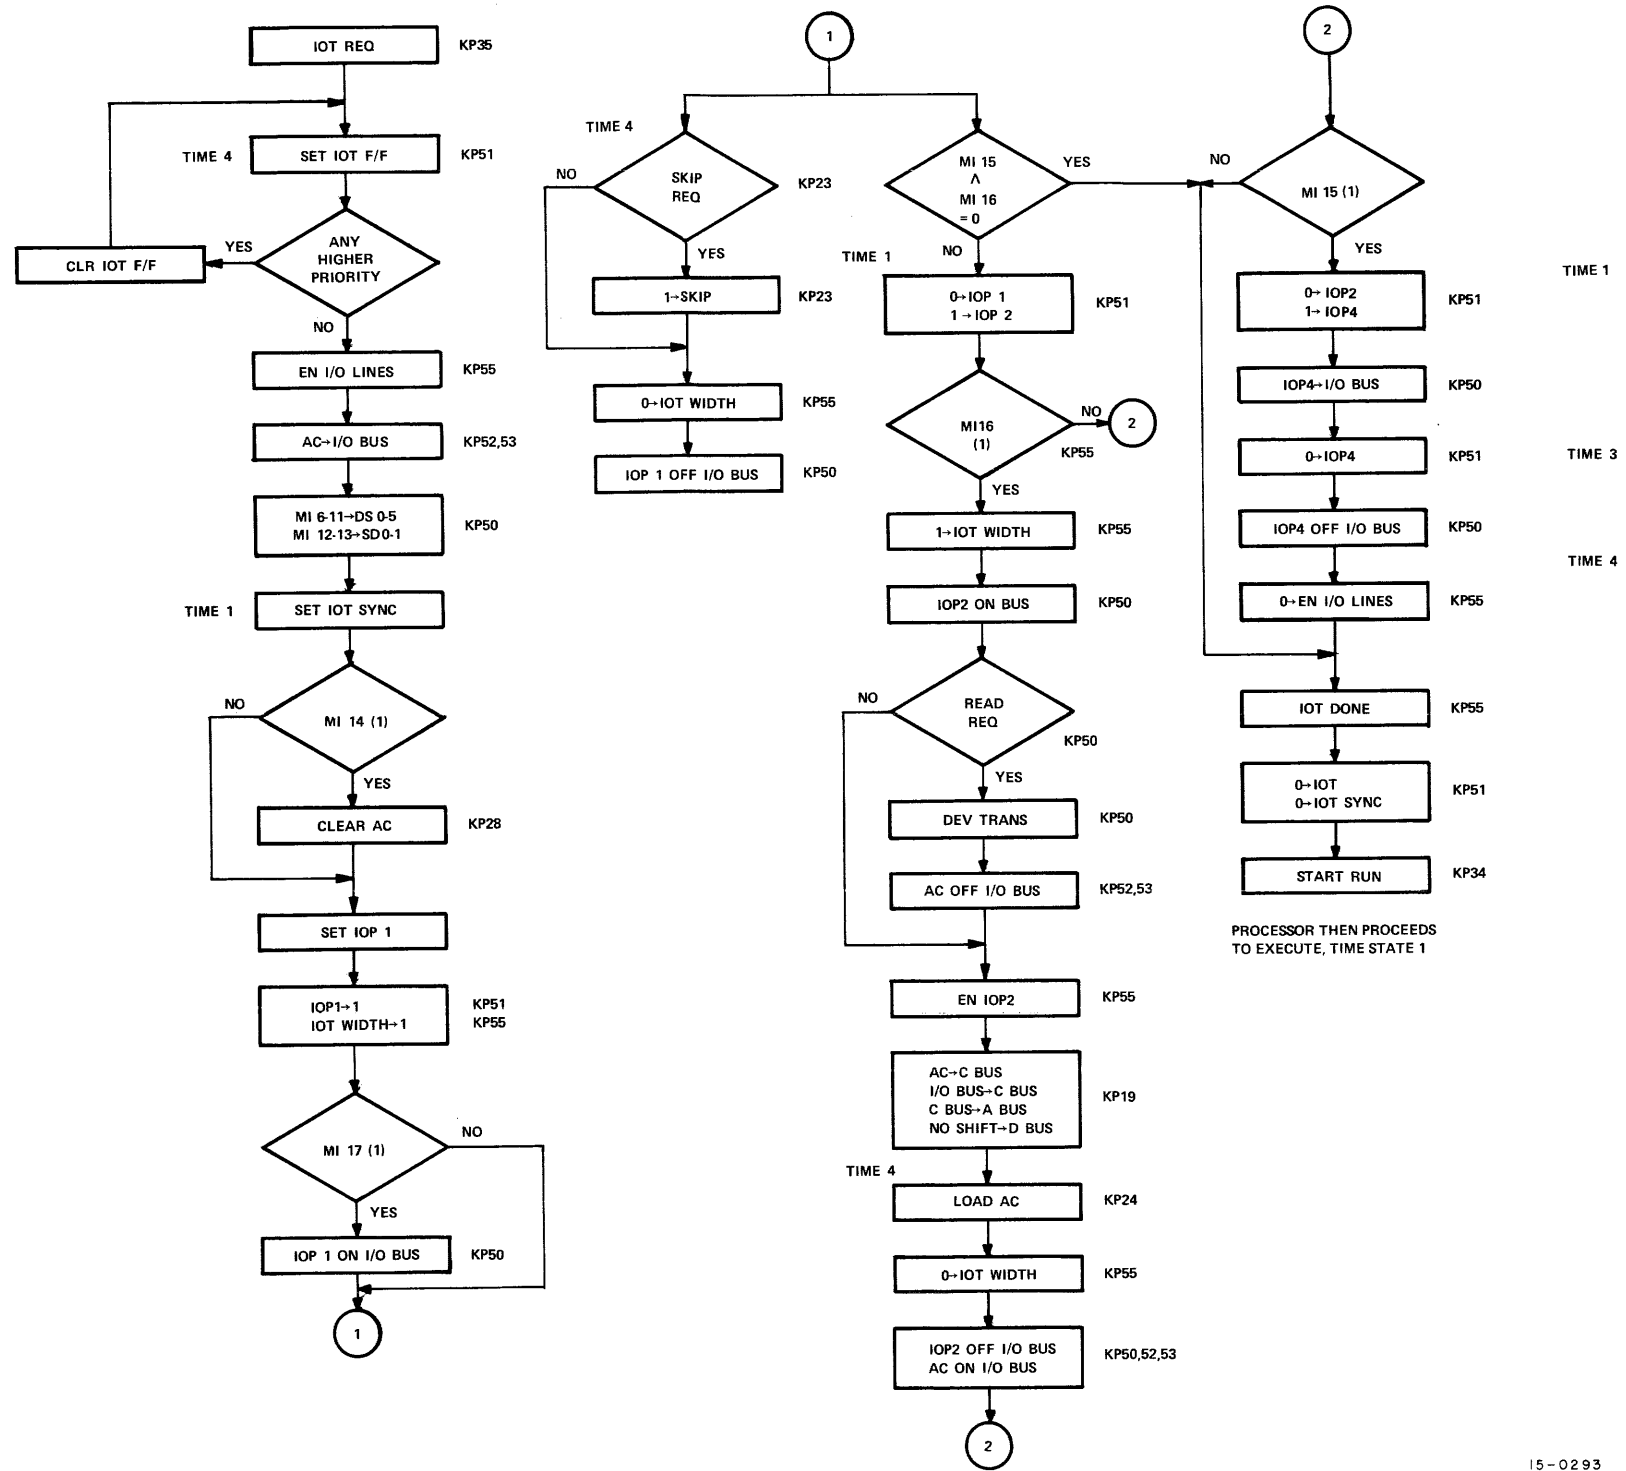 IOT REQ
KP35
TIME 4
SET IOT F/F
KP51
ANY
HIGHER
PRIORITY
YES
CLR IOT F/F
NO
EN I/O LINES
KP55
AC→I/O BUS
KP52,53
MI 6-11→DS 0-5
MI 12-13→SD0-1
KP50
TIME 1
SET IOT SYNC
MI 14 (1)
NO
YES
CLEAR AC
KP28
SET IOP 1
IOP1→1
IOT WIDTH→1
KP51
KP55
MI 17 (1)
NO
YES
IOP 1 ON I/O BUS
KP50
1
1
TIME 4
SKIP
REQ
KP23
NO
YES
1→SKIP
KP23
0→IOT WIDTH
KP55
IOP 1 OFF I/O BUS
KP50
MI 15
Λ
MI 16
= 0
YES
NO
TIME 1
0→IOP 1
1→IOP 2
KP51
MI16
(1)
NO
2
KP55
YES
1→IOT WIDTH
KP55
IOP2 ON BUS
KP50
READ
REQ
NO
KP50
YES
DEV TRANS
KP50
AC OFF I/O BUS
KP52,53
EN IOP2
KP55
AC→C BUS
I/O BUS→C BUS
C BUS→A BUS
NO SHIFT→D BUS
KP19
TIME 4
LOAD AC
KP24
0→IOT WIDTH
KP55
IOP2 OFF I/O BUS
AC ON I/O BUS
KP50,52,53
2
2
MI 15 (1)
NO
YES
TIME 1
0→IOP2
1→IOP4
KP51
IOP4→I/O BUS
KP50
0→IOP4
KP51
TIME 3
IOP4 OFF I/O BUS
KP50
TIME 4
0→EN I/O LINES
KP55
IOT DONE
KP55
0→IOT
0→IOT SYNC
KP51
START RUN
KP34
PROCESSOR THEN PROCEEDS
TO EXECUTE, TIME STATE 1
15-0293